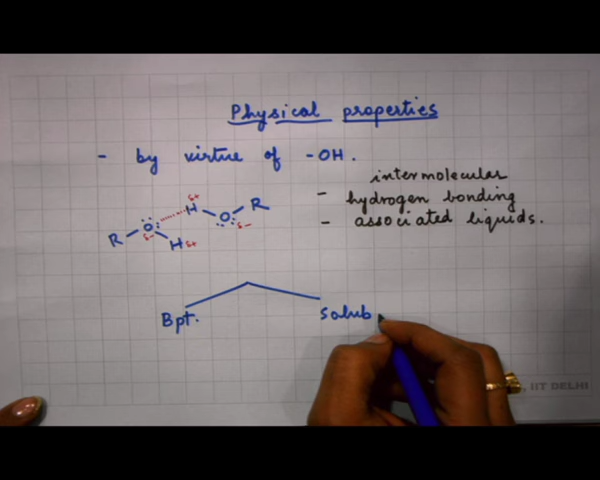 Physical properties
- by virtue of -OH.
intermolecular
- hydrogen bonding
- associated liquids.
δ+
H O R
R O δ- H δ+ δ-
Bpt. Solub
, IIT DELHI